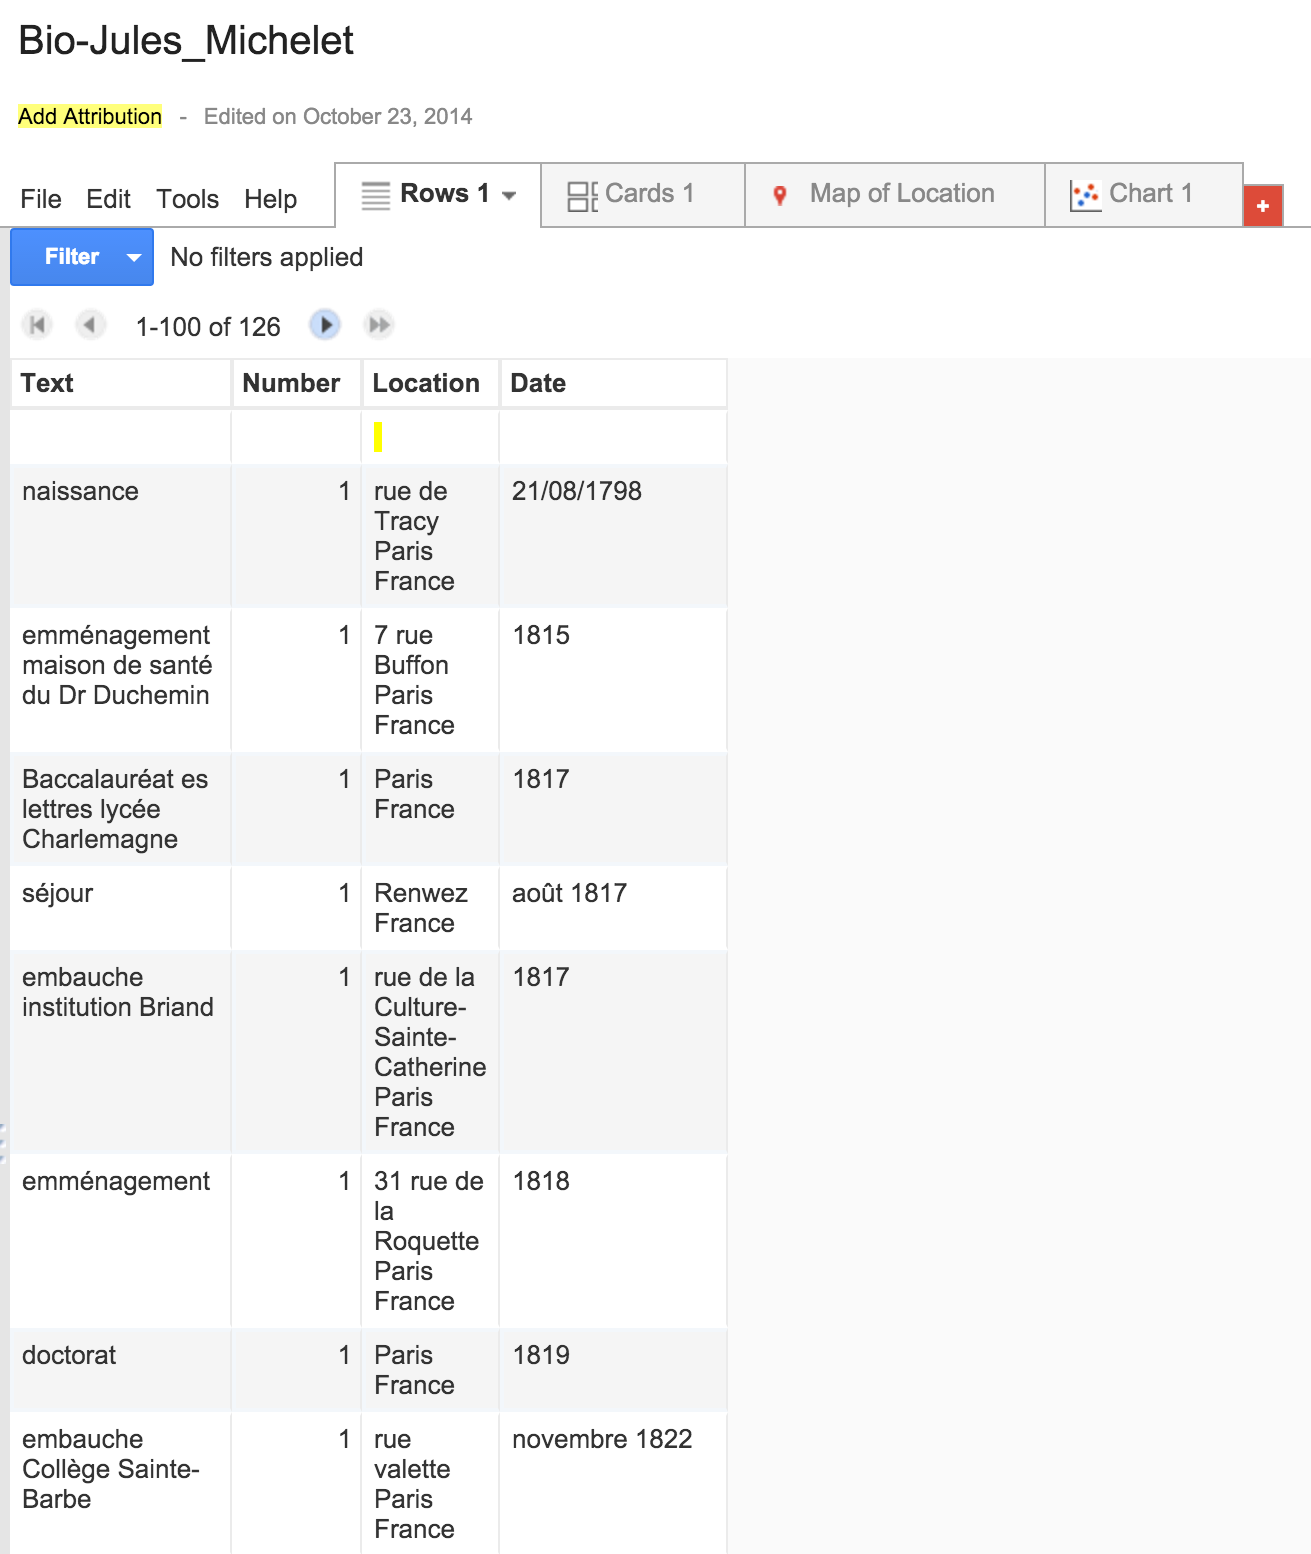 Bio-Jules_Michelet
Add Attribution - Edited on October 23, 2014
File Edit Tools Help Rows 1 Cards 1 Map of Location Chart 1
Filter No filters applied
1-100 of 126
Text Number Location Date
naissance 1 rue de 21/08/1798
Tracy
Paris
France
emménagement 1 7 rue 1815
maison de santé Buffon
du Dr Duchemin Paris
France
Baccalauréat es 1 Paris 1817
lettres lycée France
Charlemagne
séjour 1 Renwez août 1817
France
embauche 1 rue de la 1817
institution Briand Culture-
Sainte-
Catherine
Paris
France
emménagement 1 31 rue de 1818
la
Roquette
Paris
France
doctorat 1 Paris 1819
France
embauche 1 rue novembre 1822
Collège Sainte- valette
Barbe Paris
France